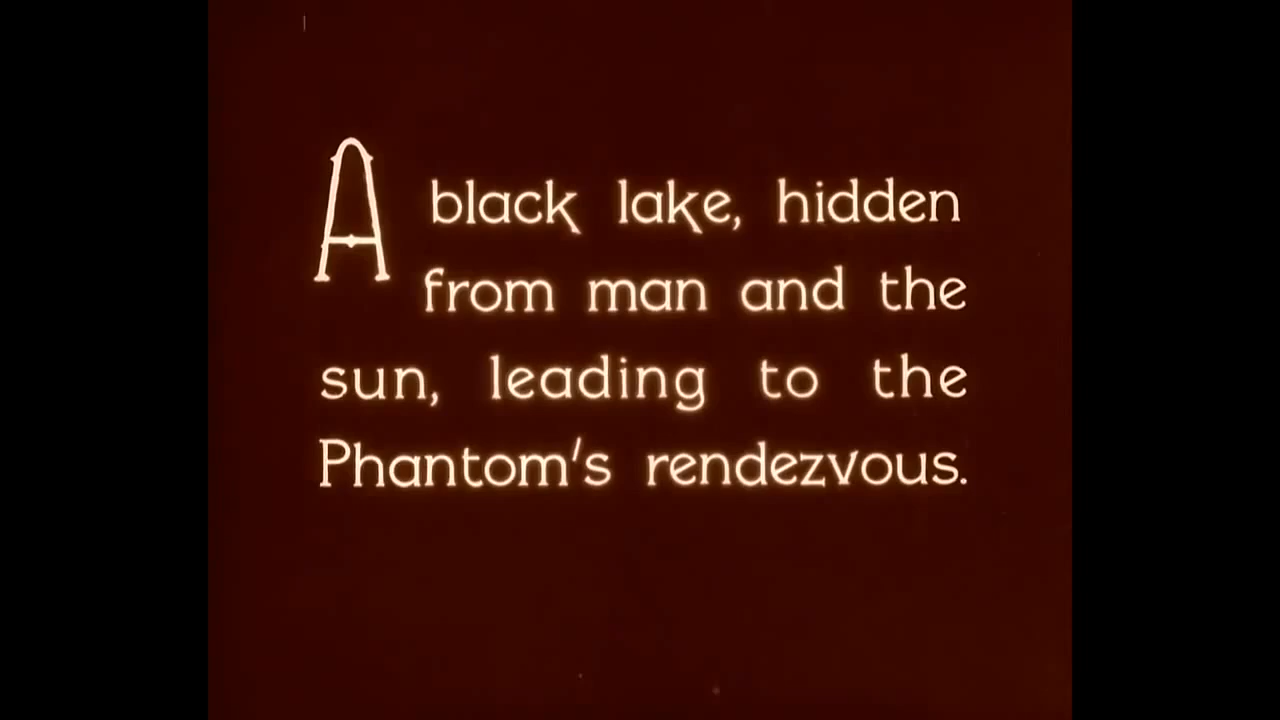 A black lake, hidden
from man and the
sun, leading to the
Phantom's rendezvous.